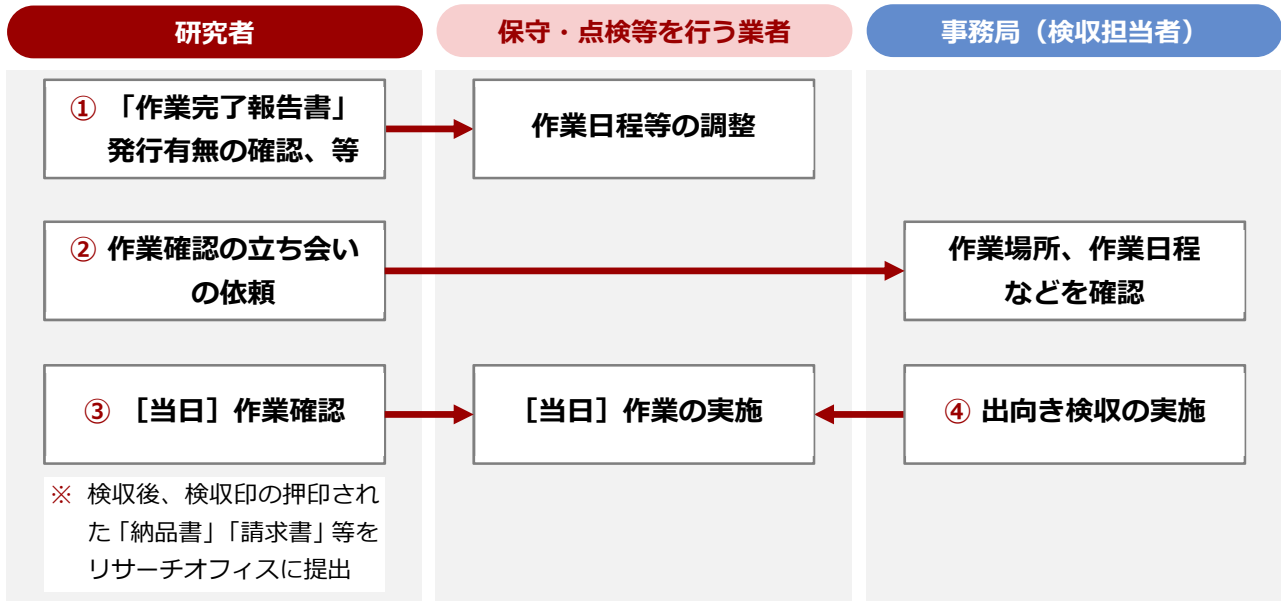 研究者
保守・点検等を行う業者
事務局（検収担当者）
① 「作業完了報告書」
発行有無の確認、等
作業日程等の調整
② 作業確認の立ち会い
の依頼
作業場所、作業日程
などを確認
③ ［当日］作業確認
［当日］作業の実施
④ 出向き検収の実施
※ 検収後、検収印の押印され
た「納品書」「請求書」等を
リサーチオフィスに提出